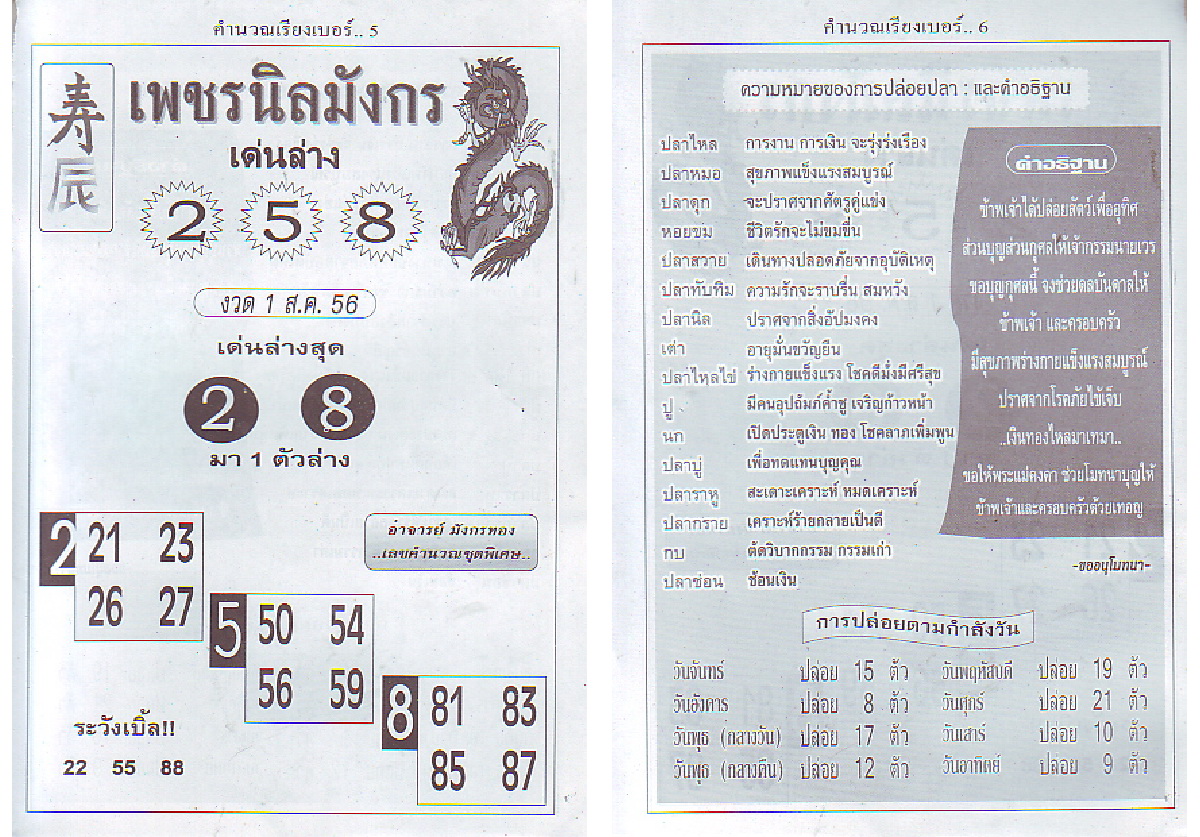 คำนวณเรียงเบอร์.. 5
壽
辰
เพชรนิลมังกร
เด่นล่าง
2 5 8
งวด 1 ส.ค. 56
เด่นล่างสุด
2 8
มา 1 ตัวล่าง
อ๋าจารย์ มังกรทอง
..เลขคำนวณชุดพิเศษ..
2 21 23
26 27
5 50 54
56 59
8 81 83
85 87
ระวังเบิ้ล!!
22 55 88
คำนวณเรียงเบอร์.. 6
ความหมายของการปล่อยปลา : และคำอธิฐาน
ปลาไหล การงาน การเงิน จะรุ่งร่งเรือง
ปลาหมอ สุขภาพแข็งแรงสมบูรณ์
ปลาดุก จะปราศจากศัตรูคู่แข่ง
หอยขม ชีวิตรักจะไม่ขมขื่น
ปลาสวาย เดินทางปลอดภัยจากอุบัติเหตุ
ปลาทับทิม ความรักจะราบรื่น สมหวัง
ปลานิล ปราศจากสิ่งอัปมงคง
เต่า อายุมั่นขวัญยืน
ปลาไหลไข่ ร่างกายแข็งแรง โชคดีมั่งมีศรีสุข
ปู มีคนอุปถัมภ์ค้ำชู เจริญก้าวหน้า
นก เปิดประตูเงิน ทอง โชคลาภเพิ่มพูน
ปลาบู่ เพื่อทดแทนบุญคุณ
ปลาราหู สะเดาะเคราะห์ หมดเคราะห์
ปลากราย เคราะห์ร้ายกลายเป็นดี
กบ ตัดวิบากกรรม กรรมเก่า
ปลาช่อน ช้อนเงิน
คำอธิฐาน
ข้าพเจ้าได้ปล่อยสัตว์เพื่ออุทิศ
ส่วนบุญส่วนกุศลให้เจ้ากรรมนายเวร
ขอบุญกุศลนี้ จงช่วยดลบันดาลให้
ข้าพเจ้า และครอบครัว
มีสุขภาพร่างกายแข็งแรงสมบูรณ์
ปราศจากโรคภัยไข้เจ็บ
..เงินทองไหลมาเทมา..
ขอให้พระแม่คงคา ช่วยโมทนาบุญให้
ข้าพเจ้าและครอบครัวด้วยเทอญ
-ขออนุโมทนา-
การปล่อยตามกำลังวัน
วันจันทร์ ปล่อย 15 ตัว วันพฤหัสบดี ปล่อย 19 ตัว
วันอังคาร ปล่อย 8 ตัว วันศุกร์ ปล่อย 21 ตัว
วันพุธ (กลางวัน) ปล่อย 17 ตัว วันเสาร์ ปล่อย 10 ตัว
วันพุธ (กลางคืน) ปล่อย 12 ตัว วันอาทิตย์ ปล่อย 9 ตัว